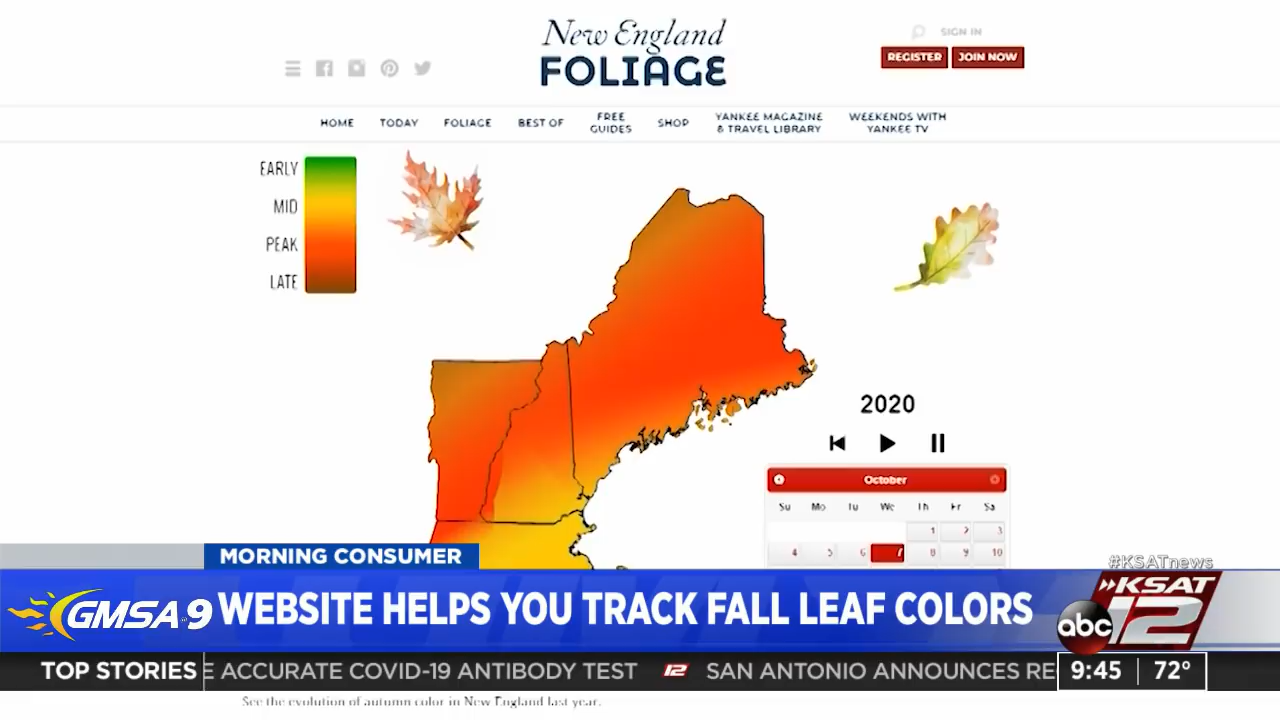 New England
FOLIAGE
SIGN IN
REGISTER
JOIN NOW
HOME
TODAY
FOLIAGE
BEST OF
FREE
GUIDES
SHOP
YANKEE MAGAZINE
& TRAVEL LIBRARY
WEEKENDS WITH
YANKEE TV
EARLY
MID
PEAK
LATE
2020
October
Su Mo Tu We Th Fr Sa
1 2 3
4 5 6 7 8 9 10
MORNING CONSUMER
#KSATnews
GMSA@9
WEBSITE HELPS YOU TRACK FALL LEAF COLORS
KSAT
abc 12
TOP STORIES
E ACCURATE COVID-19 ANTIBODY TEST 12 SAN ANTONIO ANNOUNCES RE
9:45 72°
See the evolution of autumn color in New England last year.